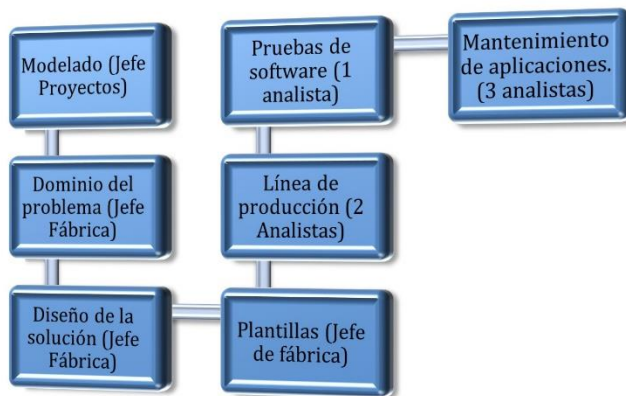 Modelado (Jefe
Proyectos)
Dominio del
problema (Jefe
Fábrica)
Diseño de la
solución (Jefe
Fábrica)
Plantillas (Jefe
de fábrica)
Línea de
producción (2
Analistas)
Pruebas de
software (1
analista)
Mantenimiento
de aplicaciones.
(3 analistas)